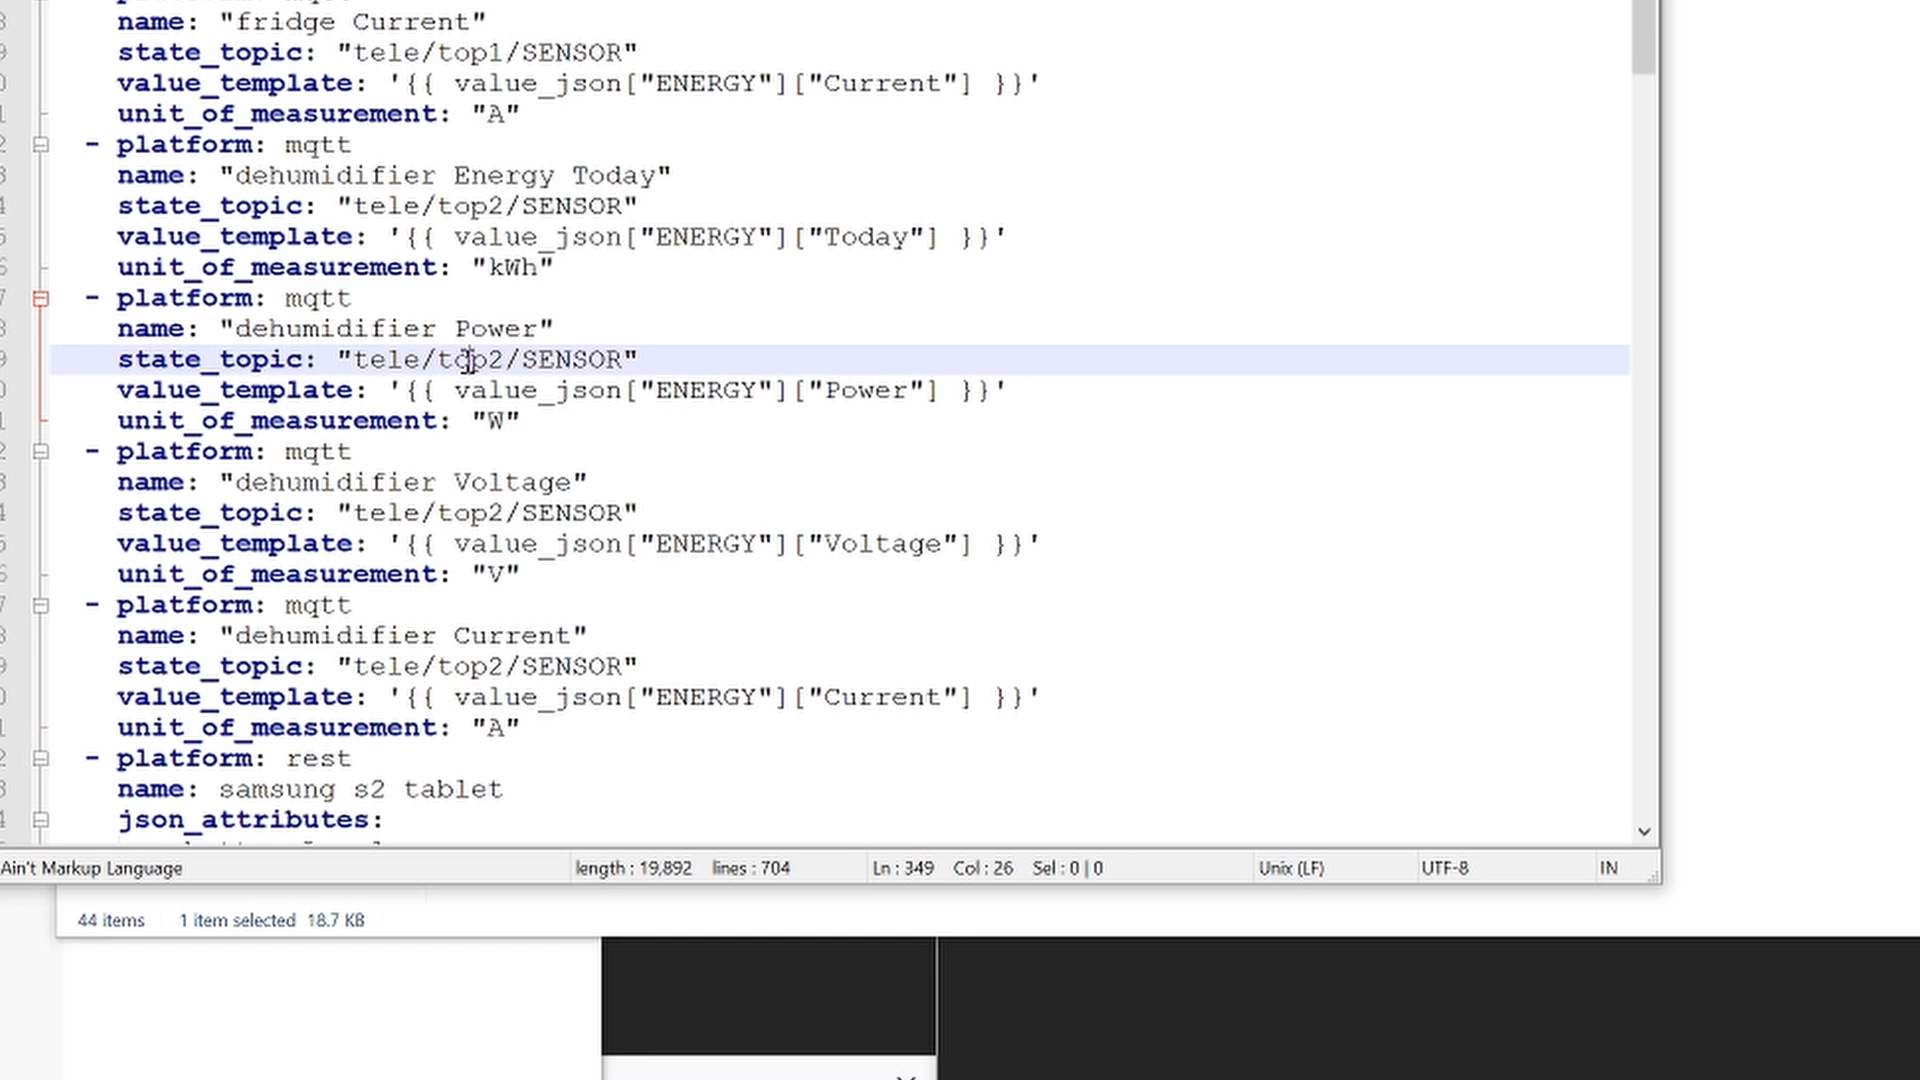 name: "fridge Current"
state_topic: "tele/top1/SENSOR"
value_template: '{{ value_json["ENERGY"]["Current"] }}'
unit_of_measurement: "A"
- platform: mqtt
name: "dehumidifier Energy Today"
state_topic: "tele/top2/SENSOR"
value_template: '{{ value_json["ENERGY"]["Today"] }}'
unit_of_measurement: "kWh"
- platform: mqtt
name: "dehumidifier Power"
state_topic: "tele/top2/SENSOR"
value_template: '{{ value_json["ENERGY"]["Power"] }}'
unit_of_measurement: "W"
- platform: mqtt
name: "dehumidifier Voltage"
state_topic: "tele/top2/SENSOR"
value_template: '{{ value_json["ENERGY"]["Voltage"] }}'
unit_of_measurement: "V"
- platform: mqtt
name: "dehumidifier Current"
state_topic: "tele/top2/SENSOR"
value_template: '{{ value_json["ENERGY"]["Current"] }}'
unit_of_measurement: "A"
- platform: rest
name: samsung s2 tablet
json_attributes:
Ain't Markup Language length : 19,892 lines : 704 Ln : 349 Col : 26 Sel : 0 | 0 Unix (LF) UTF-8 IN
44 items 1 item selected 18.7 KB